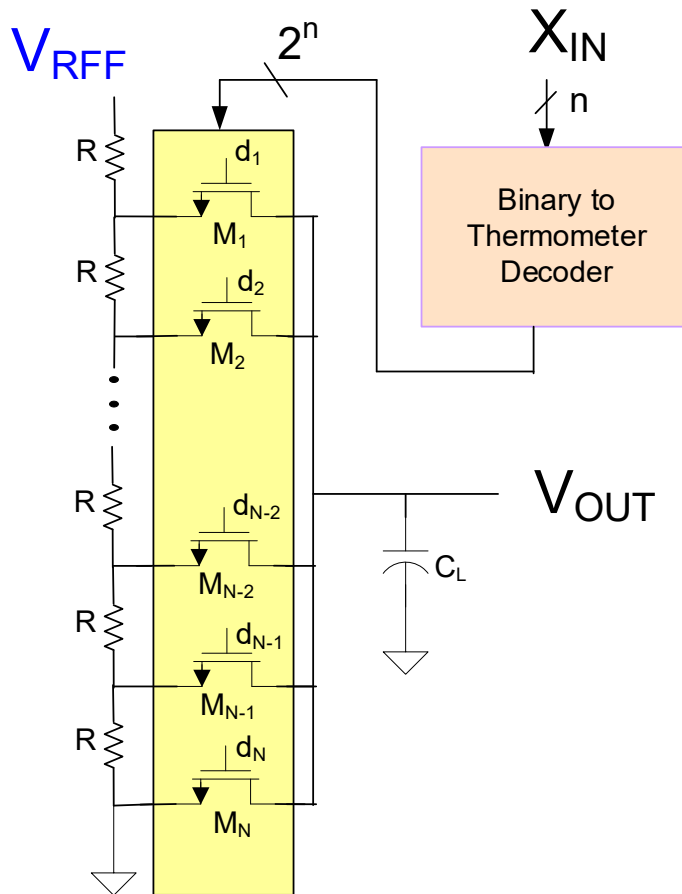 V_RFF
2^n
X_IN
n
R
d_1
M_1
Binary to
Thermometer
Decoder
R
d_2
M_2
R
d_N-2
M_N-2
V_OUT
C_L
R
d_N-1
M_N-1
R
d_N
M_N